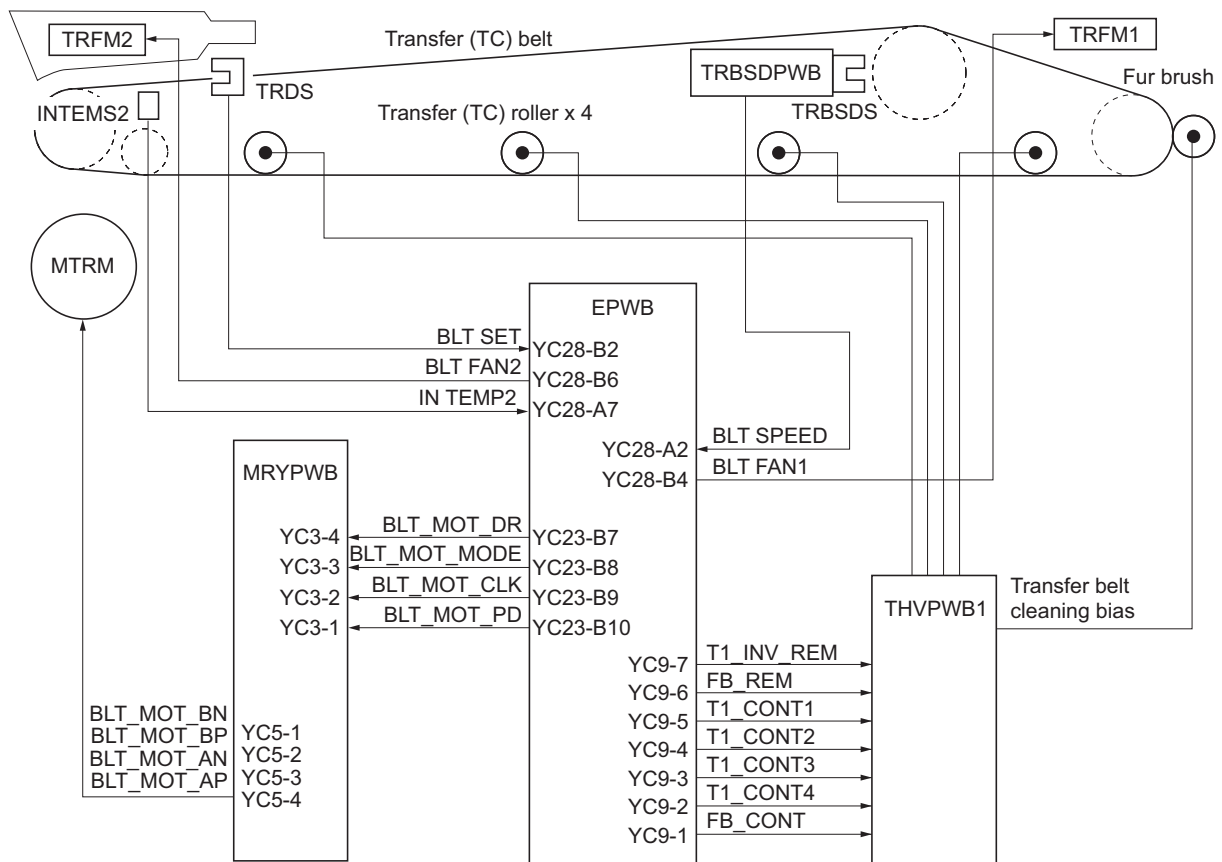 TRFM2
Transfer (TC) belt
TRFM1
TRBSDPWB
Fur brush
TRDS
INTEMS2
Transfer (TC) roller x 4
TRBSDS
MTRM
EPWB
BLT SET
YC28-B2
BLT FAN2
YC28-B6
IN TEMP2
YC28-A7
YC28-A2
BLT SPEED
YC28-B4
BLT FAN1
MRYPWB
YC3-4
BLT_MOT_DR
YC23-B7
YC3-3
BLT_MOT_MODE
YC23-B8
YC3-2
BLT_MOT_CLK
YC23-B9
YC3-1
BLT_MOT_PD
YC23-B10
THVPWB1
Transfer belt
cleaning bias
YC9-7
T1_INV_REM
YC9-6
FB_REM
YC9-5
T1_CONT1
YC9-4
T1_CONT2
YC9-3
T1_CONT3
YC9-2
T1_CONT4
YC9-1
FB_CONT
BLT_MOT_BN
YC5-1
BLT_MOT_BP
YC5-2
BLT_MOT_AN
YC5-3
BLT_MOT_AP
YC5-4